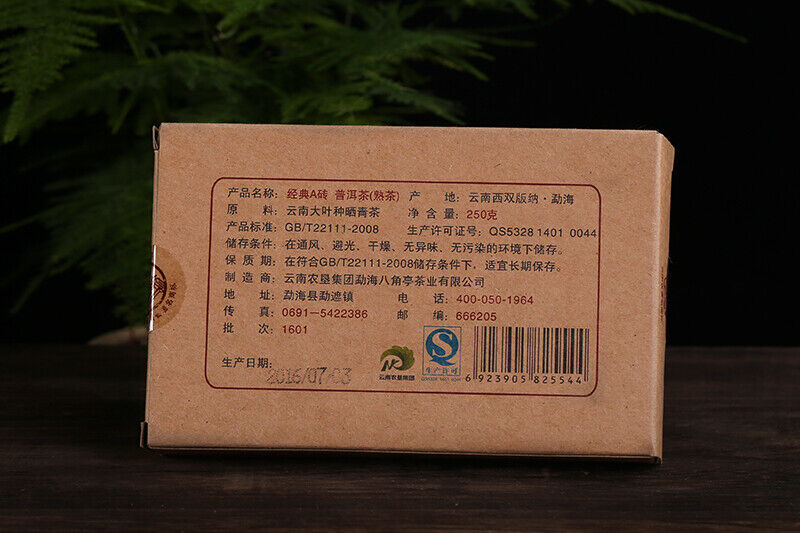 产品名称: 经典A砖 普洱茶(熟茶) 产 地: 云南西双版纳·勐海
原 料: 云南大叶种晒青茶 净 含 量: 250克
产品标准: GB/T22111-2008 生产许可证号: QS5328 1401 0044
储存条件: 在通风、避光、干燥、无异味、无污染的环境下储存。
保 质 期: 在符合GB/T22111-2008储存条件下，适宜长期保存。
制 造 商: 云南农垦集团勐海八角亭茶业有限公司
地 址: 勐海县勐遮镇 电 话: 400-050-1964
传 真: 0691-5422386 邮 编: 666205
批 次: 1601
生产日期: 2016/07/03
云南农垦集团
生产许可
QS5328 1401 0044
6 923905 825544